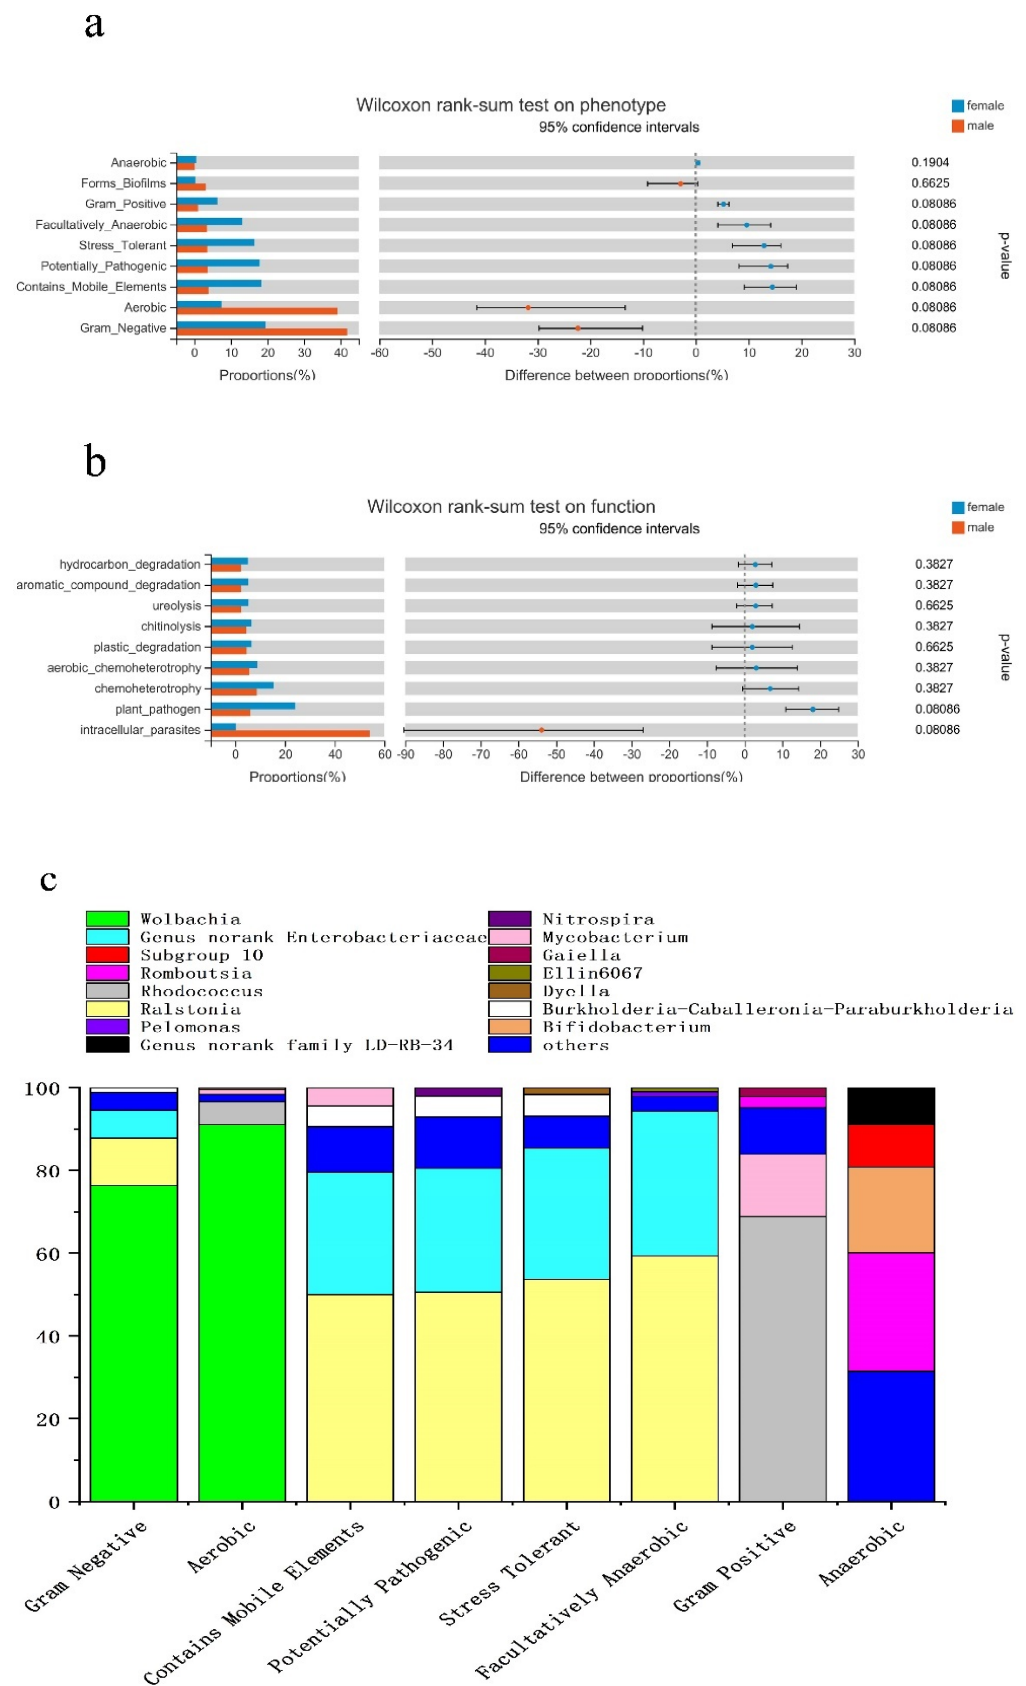 a
Wilcoxon rank-sum test on phenotype
95% confidence intervals
female
male
Anaerobic 0.1904
Forms_Biofilms 0.6625
Gram_Positive 0.08086
Facultatively_Anaerobic 0.08086
Stress_Tolerant 0.08086
Potentially_Pathogenic 0.08086
Contains_Mobile_Elements 0.08086
Aerobic 0.08086
Gram_Negative 0.08086
p-value
0 10 20 30 40 -60 -50 -40 -30 -20 -10 0 10 20 30
Proportions(%) Difference between proportions(%)
b
Wilcoxon rank-sum test on function
95% confidence intervals
female
male
hydrocarbon_degradation 0.3827
aromatic_compound_degradation 0.3827
ureolysis 0.6625
chitinolysis 0.3827
plastic_degradation 0.6625
aerobic_chemoheterotrophy 0.3827
chemoheterotrophy 0.3827
plant_pathogen 0.08086
intracellular_parasites 0.08086
p-value
0 20 40 60 -90 -80 -70 -60 -50 -40 -30 -20 -10 0 10 20 30
Proportions(%) Difference between proportions(%)
c
Wolbachia Nitrospira
Genus norank Enterobacteriaceae Mycobacterium
Subgroup 10 Gaiella
Romboutsia Ellin6067
Rhodococcus Dyella
Ralstonia Burkholderia-Caballeronia-Paraburkholderia
Pelomonas Bifidobacterium
Genus norank family LD-RB-34 others
100
80
60
40
20
0
Gram Negative
Aerobic
Contains Mobile Elements
Potentially Pathogenic
Stress Tolerant
Facultatively Anaerobic
Gram Positive
Anaerobic